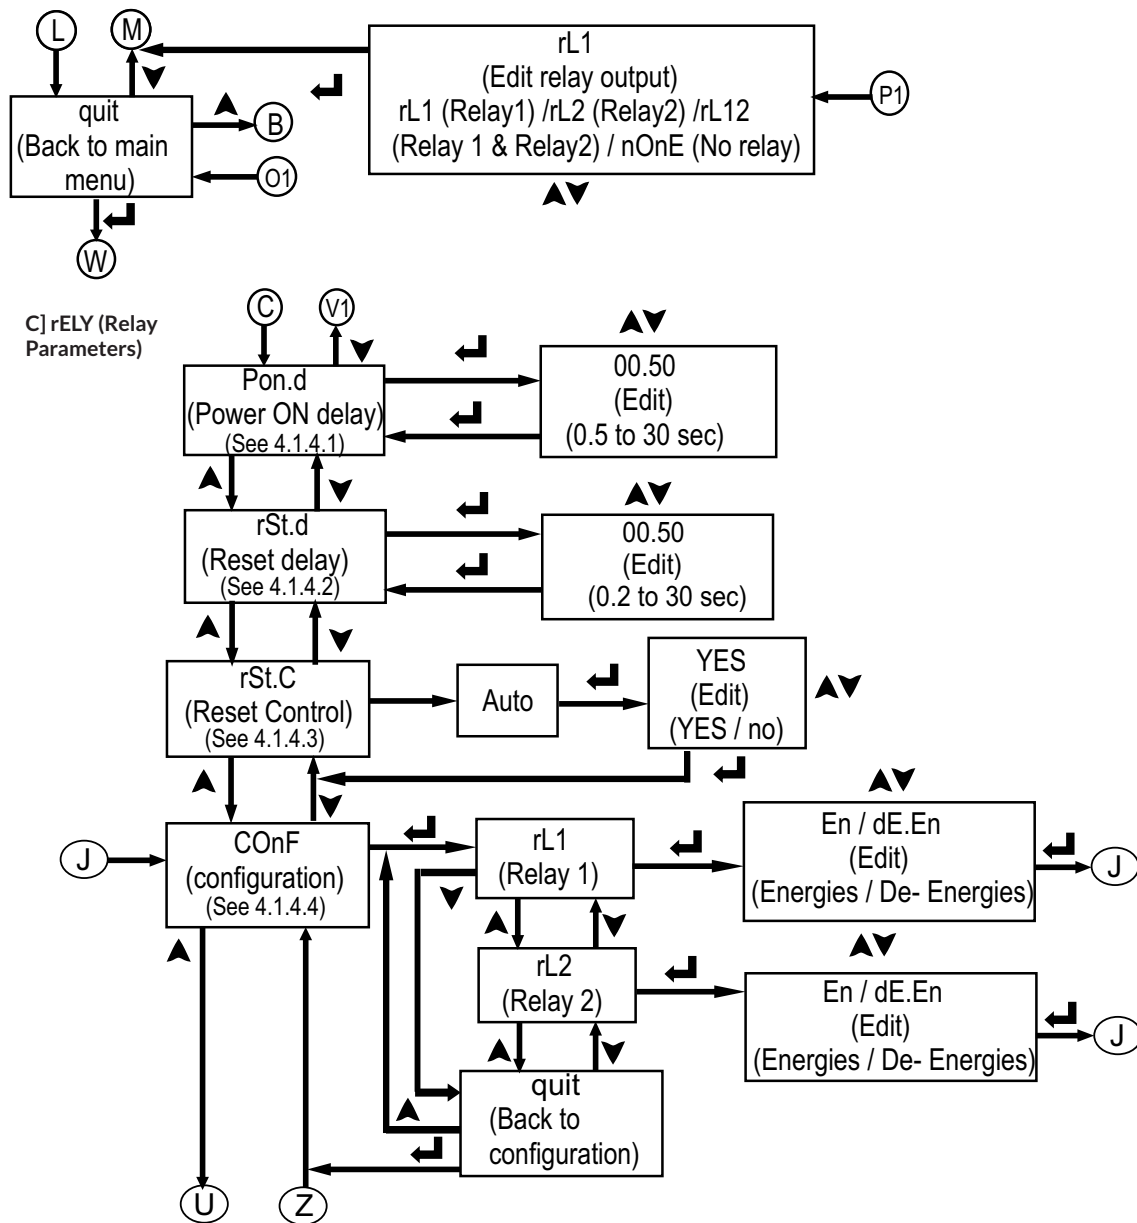 L
M
rL1
(Edit relay output)
rL1 (Relay1) /rL2 (Relay2) /rL12
(Relay 1 & Relay2) / nOnE (No relay)
P1
quit
(Back to main
menu)
B
O1
W
C] rELY (Relay
Parameters)
C
V1
Pon.d
(Power ON delay)
(See 4.1.4.1)
00.50
(Edit)
(0.5 to 30 sec)
rSt.d
(Reset delay)
(See 4.1.4.2)
00.50
(Edit)
(0.2 to 30 sec)
rSt.C
(Reset Control)
(See 4.1.4.3)
Auto
YES
(Edit)
(YES / no)
J
COnF
(configuration)
(See 4.1.4.4)
rL1
(Relay 1)
En / dE.En
(Edit)
(Energies / De- Energies)
J
rL2
(Relay 2)
En / dE.En
(Edit)
(Energies / De- Energies)
J
quit
(Back to
configuration)
U
Z